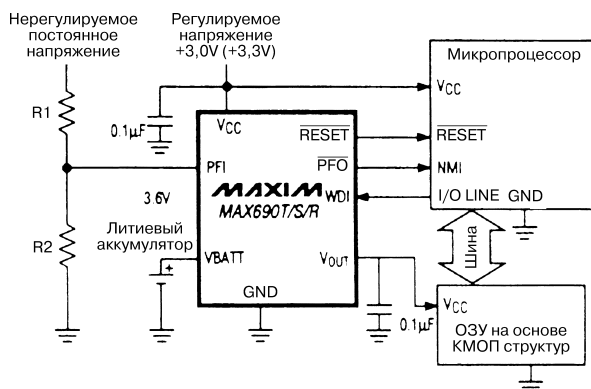 Нерегулируемое
постоянное
напряжение
Регулируемое
напряжение
+3,0V (+3,3V)
Микропроцессор
R1
0.1µF
VCC
VCC
RESET
RESET
PFI
PFO
NMI
3.6V
MAXIM
MAX690T/S/R
WDI
I/O LINE GND
R2
Литиевый
аккумулятор
+
VBATT
VOUT
Шина
GND
0.1µF
VCC
ОЗУ на основе
КМОП структур